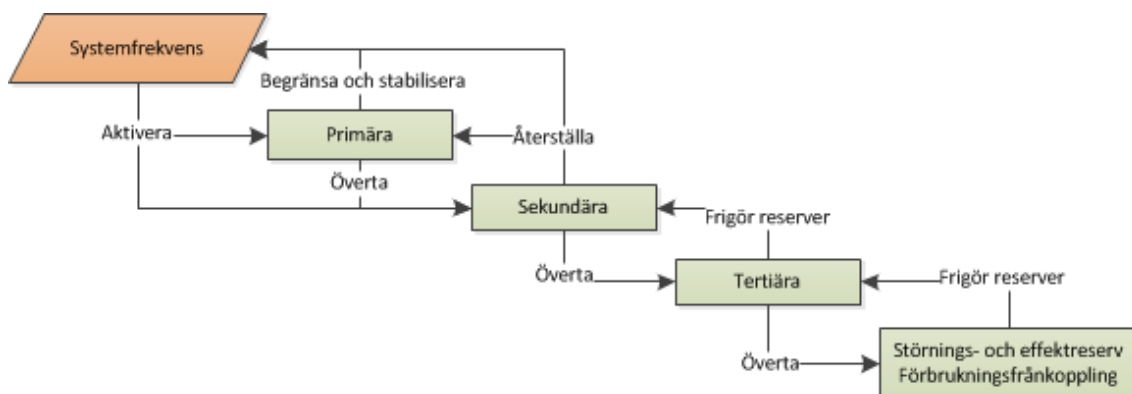 Systemfrekvens
Begränsa och stabilisera
Aktivera
Primära
Återställa
Överta
Sekundära
Frigör reserver
Överta
Tertiära
Frigör reserver
Överta
Störnings- och effektreserv
Förbrukningsfrånkoppling